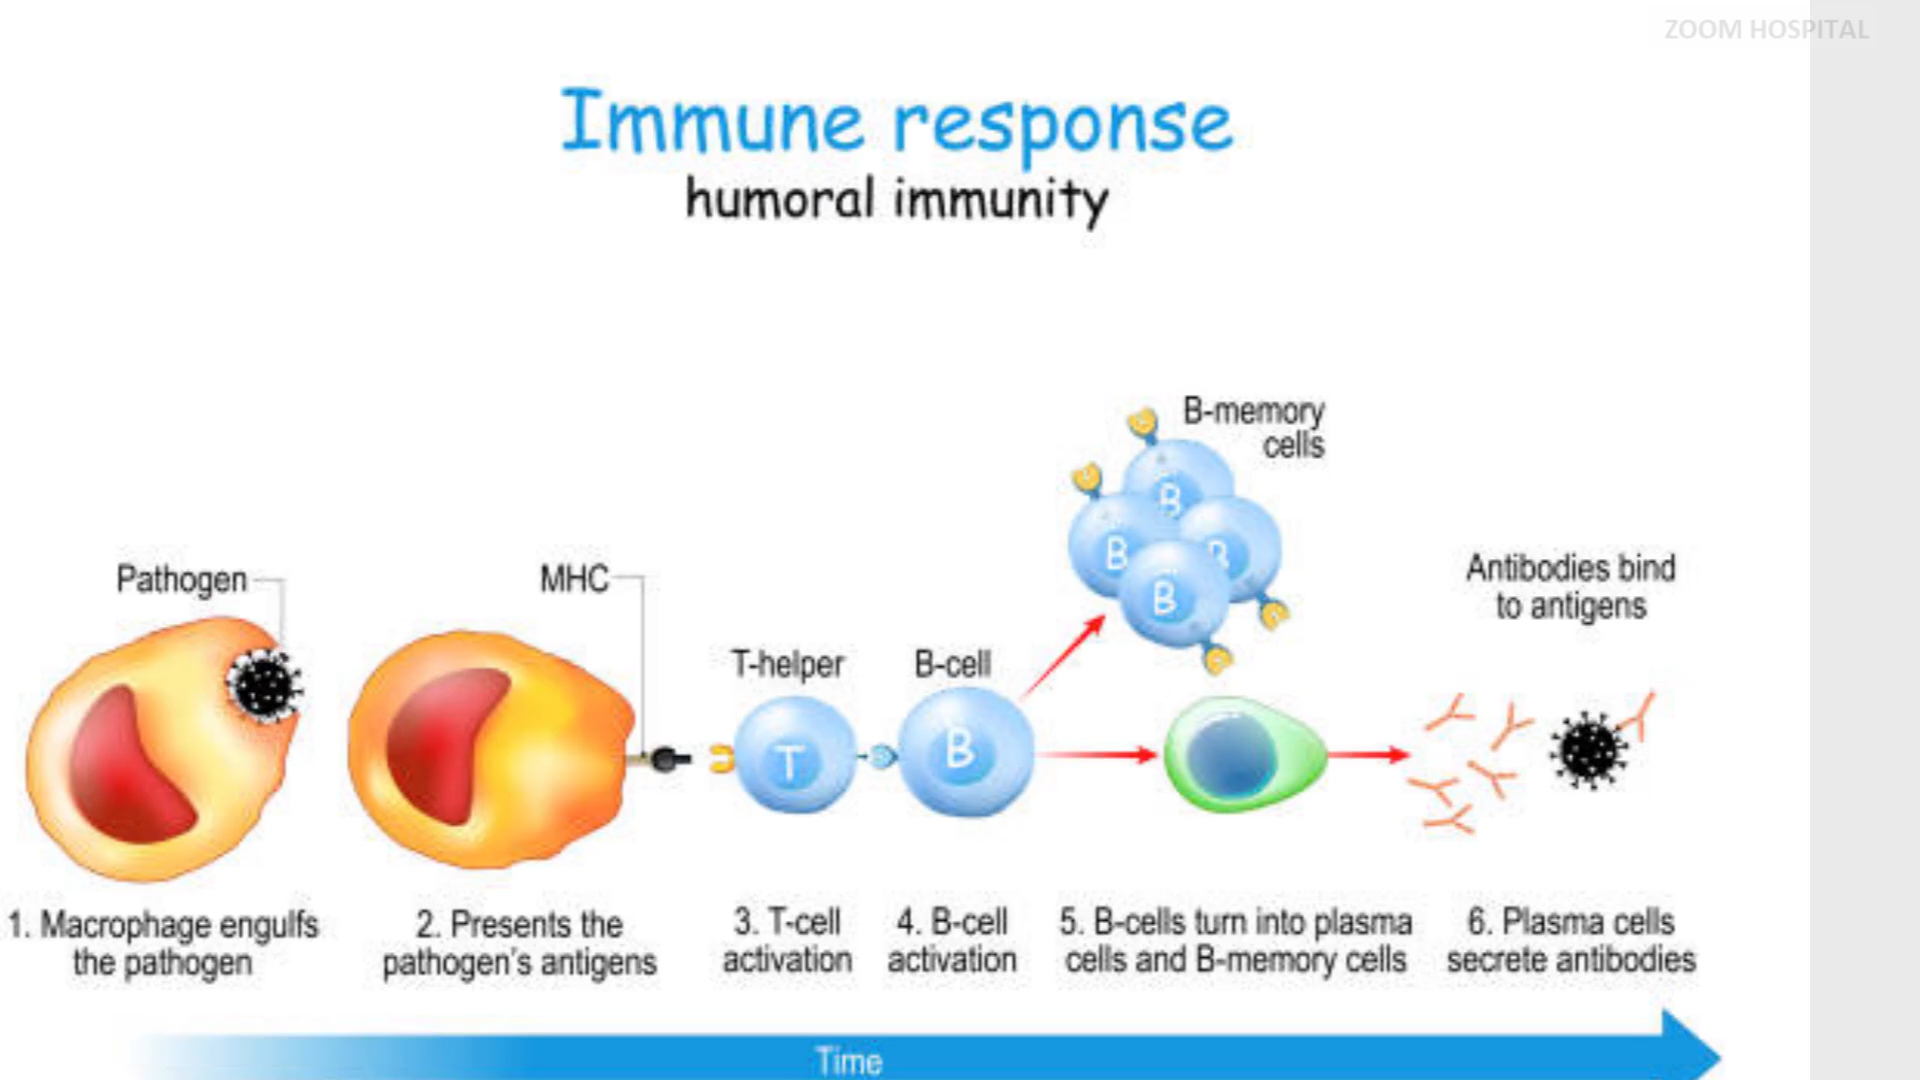 ZOOM HOSPITAL
Immune response
humoral immunity
B-memory
cells
Pathogen
MHC
Antibodies bind
to antigens
T-helper
B-cell
B
B
B
B
T
B
1. Macrophage engulfs
the pathogen
2. Presents the
pathogen's antigens
3. T-cell
activation
4. B-cell
activation
5. B-cells turn into plasma
cells and B-memory cells
6. Plasma cells
secrete antibodies
Time